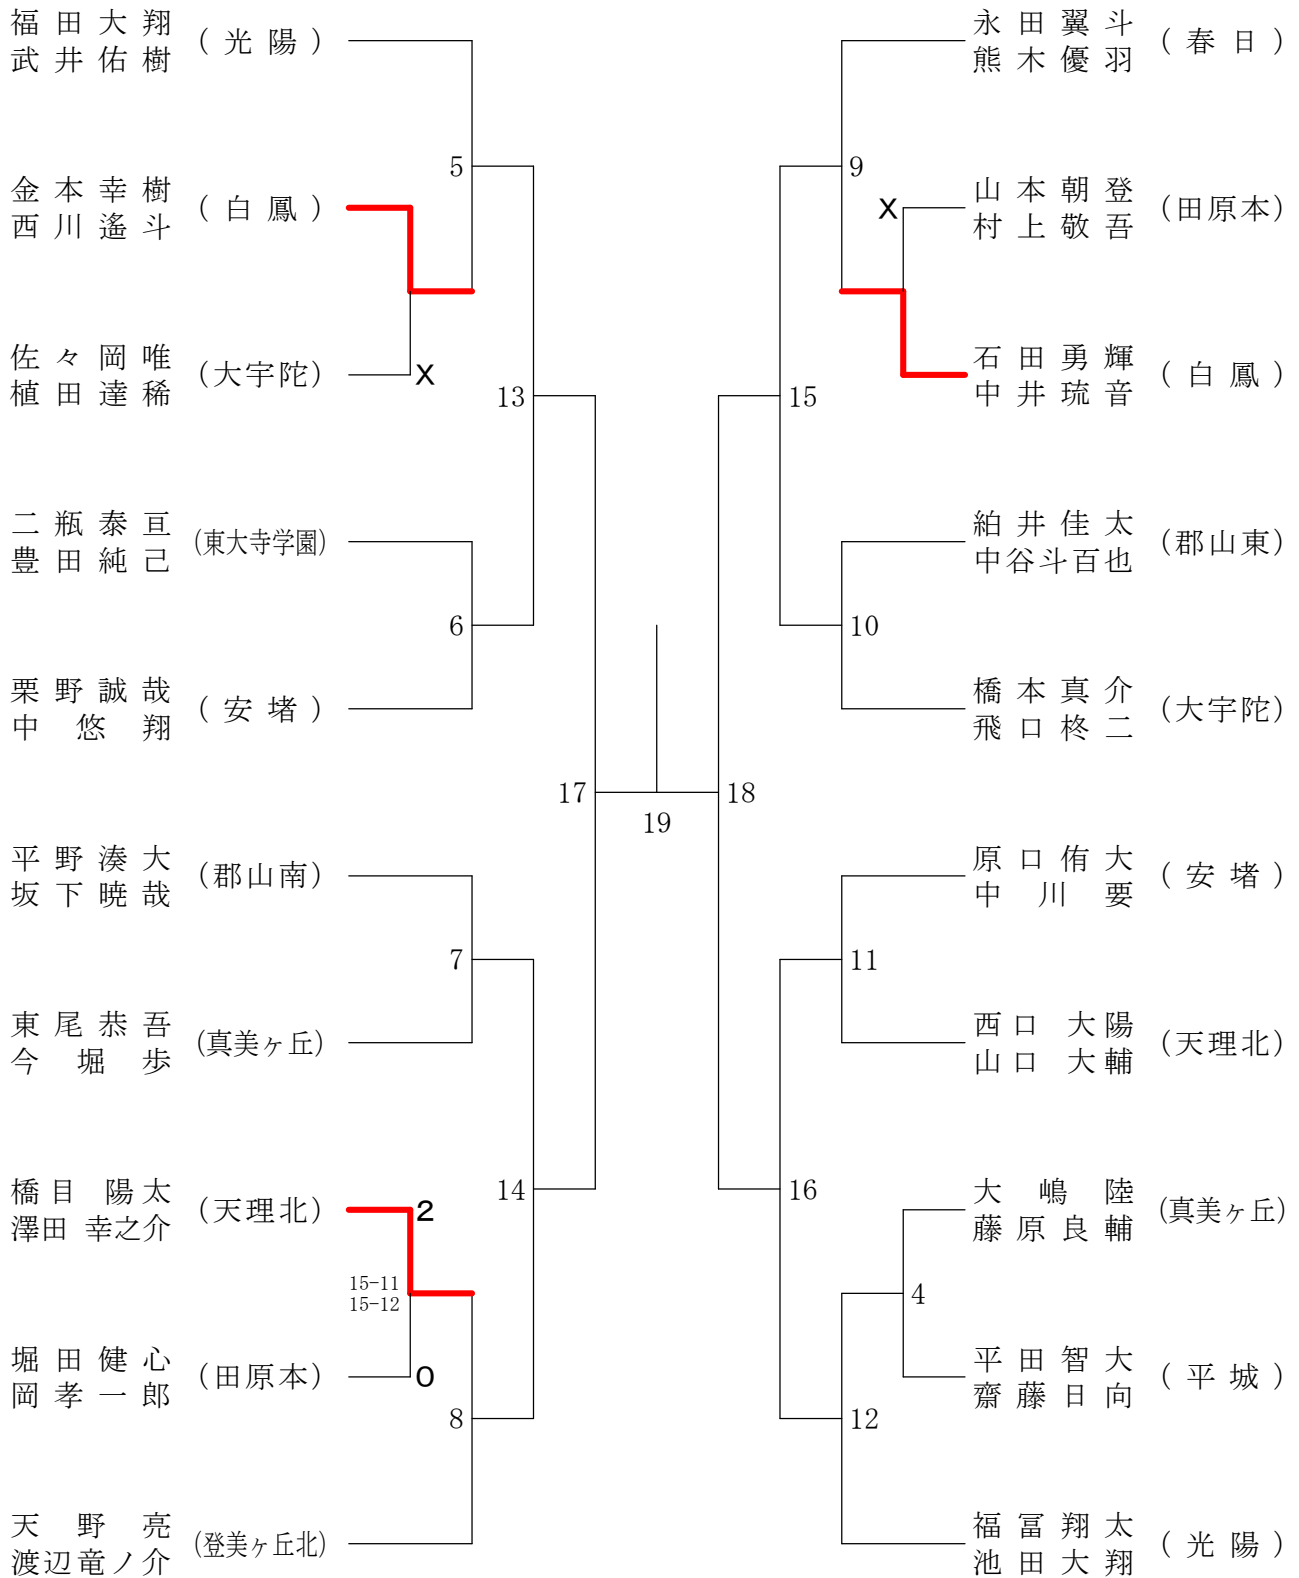 福田大翔
武井佑樹
(光陽)
5
金本幸樹
西川遙斗
(白鳳)
佐々岡唯
植田達稀
(大宇陀)
X
13
二瓶泰亘
豊田純己
(東大寺学園)
6
栗野誠哉
中悠翔
(安堵)
17
平野湊大
坂下暁哉
(郡山南)
7
東尾恭吾
今堀歩
(真美ヶ丘)
14
橋目 陽太
澤田 幸之介
(天理北)
2
15-11
15-12
堀田健心
岡孝一郎
(田原本)
0
8
天野亮
渡辺竜ノ介
(登美ヶ丘北)
19
永田翼斗
熊木優羽
(春日)
9
X
山本朝登
村上敬吾
(田原本)
石田勇輝
中井琉音
(白鳳)
15
絈井佳太
中谷斗百也
(郡山東)
10
橋本真介
飛口柊二
(大宇陀)
18
原口侑大
中川要
(安堵)
11
西口 大陽
山口 大輔
(天理北)
16
大嶋陸
藤原良輔
(真美ヶ丘)
4
平田智大
齋藤日向
(平城)
12
福冨翔太
池田大翔
(光陽)